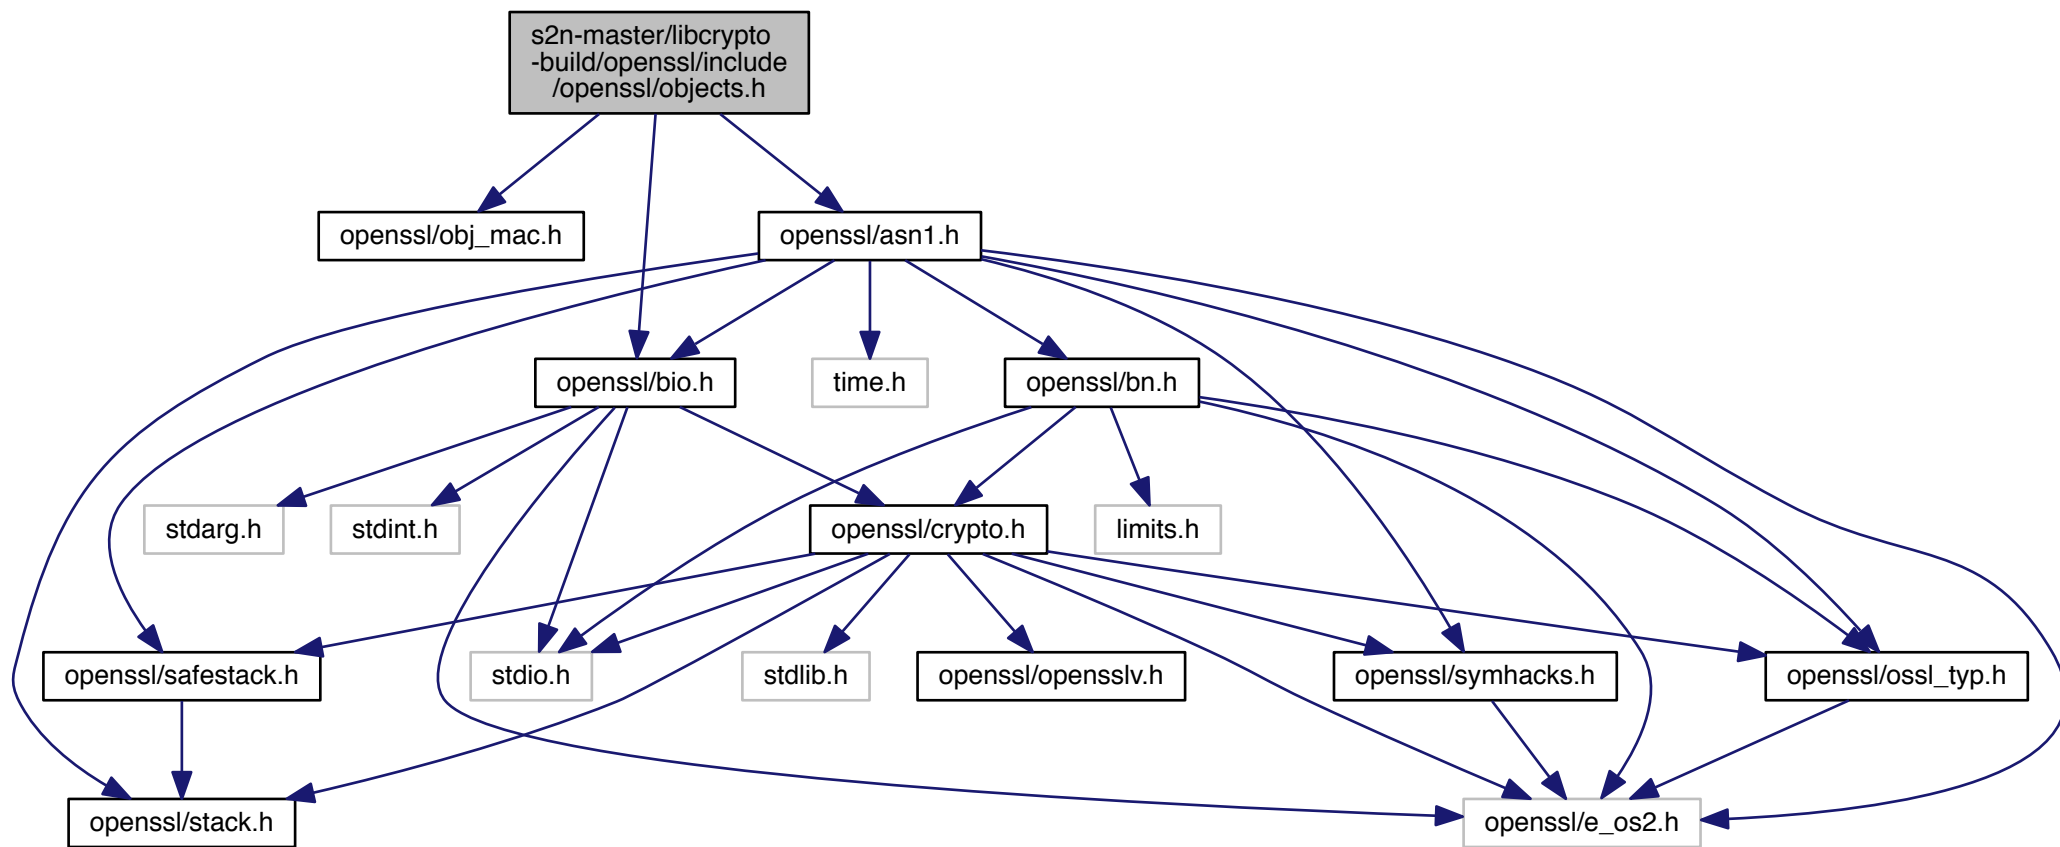 s2n-master/libcrypto
-build/openssl/include
/openssl/objects.h
openssl/obj_mac.h
openssl/asn1.h
openssl/bio.h
time.h
openssl/bn.h
stdarg.h
stdint.h
openssl/crypto.h
limits.h
openssl/safestack.h
stdio.h
stdlib.h
openssl/opensslv.h
openssl/symhacks.h
openssl/ossl_typ.h
openssl/stack.h
openssl/e_os2.h